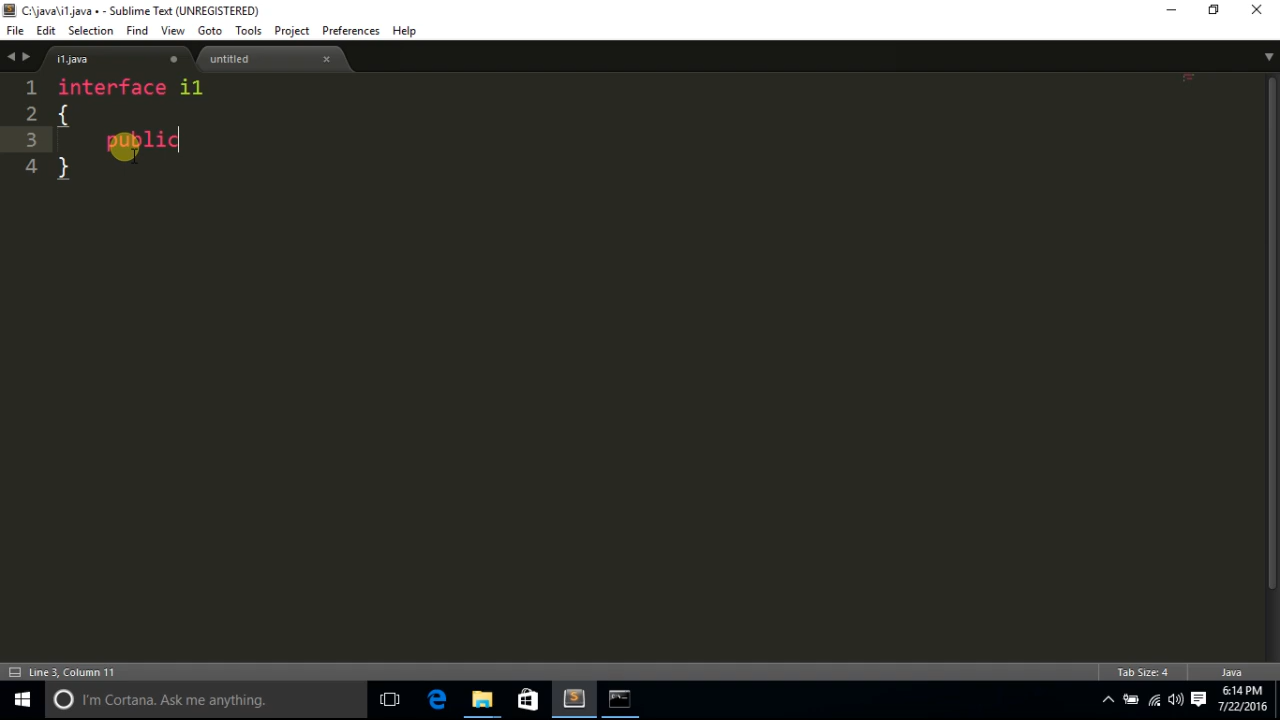 C:\java\i1.java • - Sublime Text (UNREGISTERED)
File Edit Selection Find View Goto Tools Project Preferences Help
i1.java untitled
1 interface i1
2 {
3 public
4 }
Line 3, Column 11 Tab Size: 4 Java
I'm Cortana. Ask me anything. 6:14 PM
7/22/2016